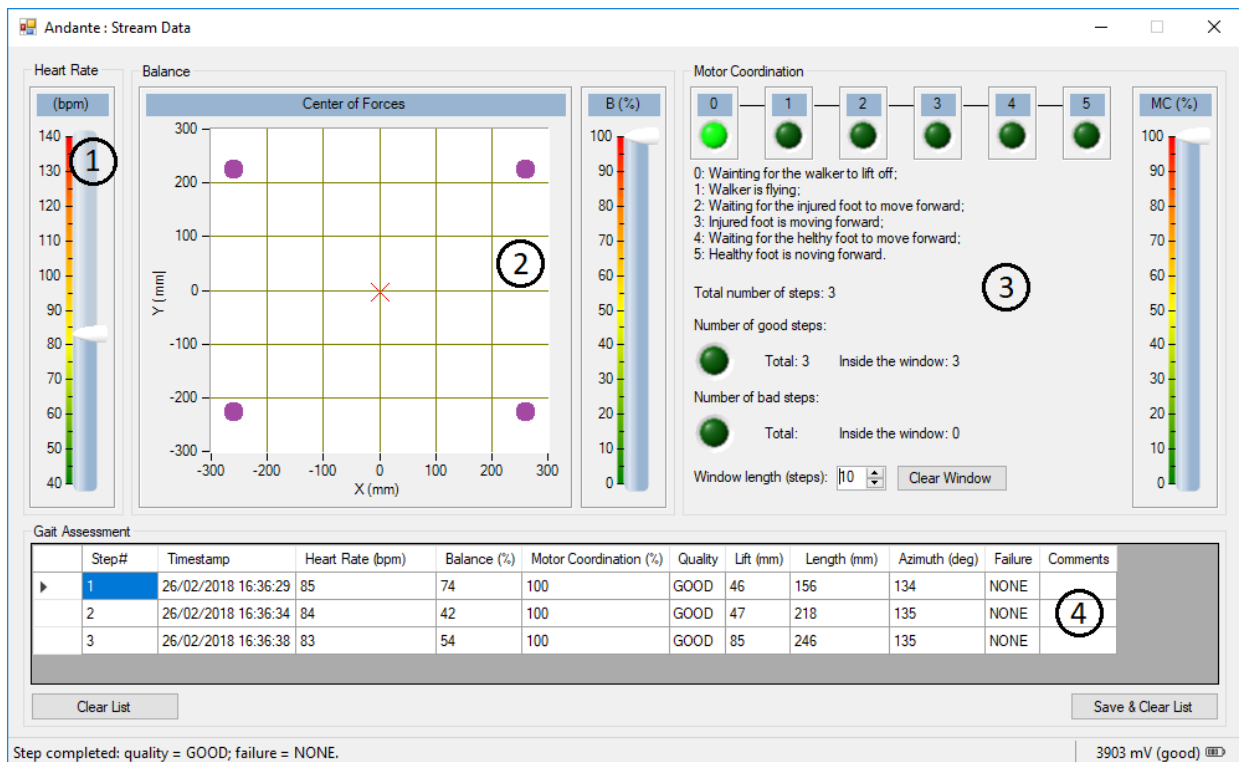 Andante : Stream Data
Heart Rate
(bpm)
140
130
120
110
100
90
80
70
60
50
40
1
Balance
Center of Forces
300
200
100
0
-100
-200
-300
Y (mm)
-300 -200 -100 0 100 200 300
X (mm)
2
B (%)
100
90
80
70
60
50
40
30
20
10
0
Motor Coordination
0 1 2 3 4 5
0: Wainting for the walker to lift off;
1: Walker is flying;
2: Waiting for the injured foot to move forward;
3: Injured foot is moving forward;
4: Waiting for the helthy foot to move forward;
5: Healthy foot is noving forward.
3
Total number of steps: 3
Number of good steps:
Total: 3 Inside the window: 3
Number of bad steps:
Total: Inside the window: 0
Window length (steps): 10 Clear Window
MC (%)
100
90
80
70
60
50
40
30
20
10
0
Gait Assessment
Step# Timestamp Heart Rate (bpm) Balance (%) Motor Coordination (%) Quality Lift (mm) Length (mm) Azimuth (deg) Failure Comments
1 26/02/2018 16:36:29 85 74 100 GOOD 46 156 134 NONE
2 26/02/2018 16:36:34 84 42 100 GOOD 47 218 135 NONE
3 26/02/2018 16:36:38 83 54 100 GOOD 85 246 135 NONE
4
Clear List Save & Clear List
Step completed: quality = GOOD; failure = NONE. 3903 mV (good)